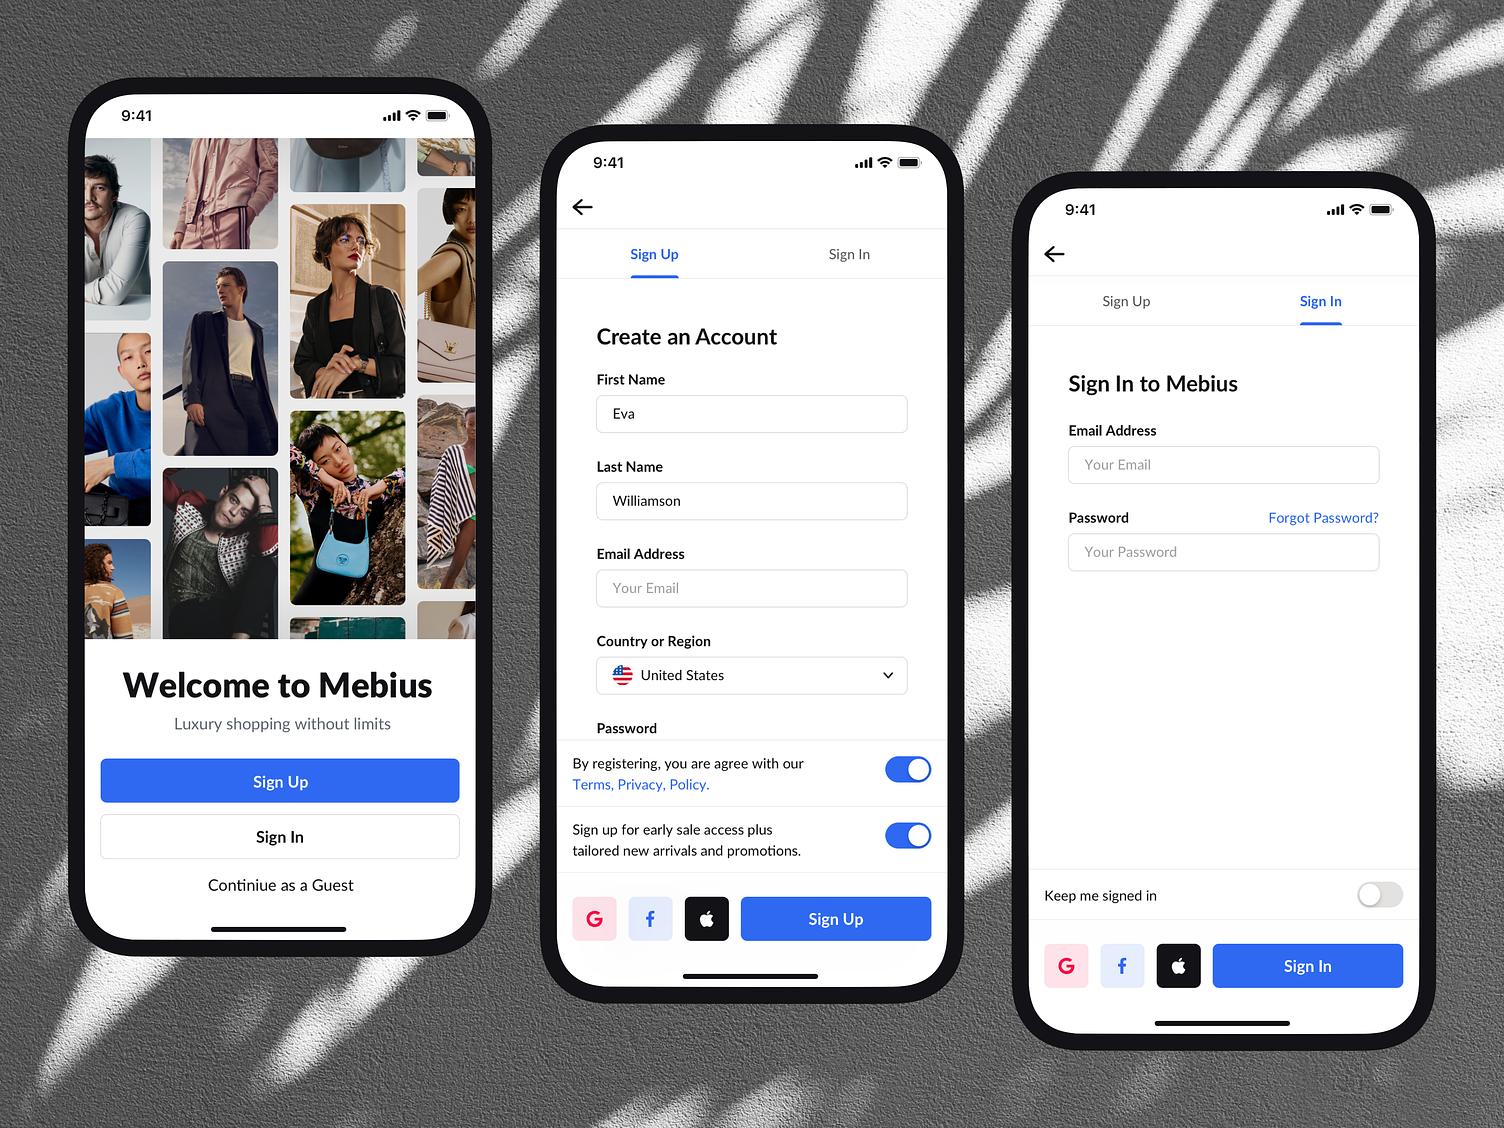 9:41
Welcome to Mebius
Luxury shopping without limits
Sign Up
Sign In
Continiue as a Guest
9:41
Sign Up
Sign In
Create an Account
First Name
Eva
Last Name
Williamson
Email Address
Your Email
Country or Region
United States
Password
By registering, you are agree with our
Terms, Privacy, Policy.
Sign up for early sale access plus
tailored new arrivals and promotions.
G
f
Sign Up
9:41
Sign Up
Sign In
Sign In to Mebius
Email Address
Your Email
Password
Forgot Password?
Your Password
Keep me signed in
G
f
Sign In